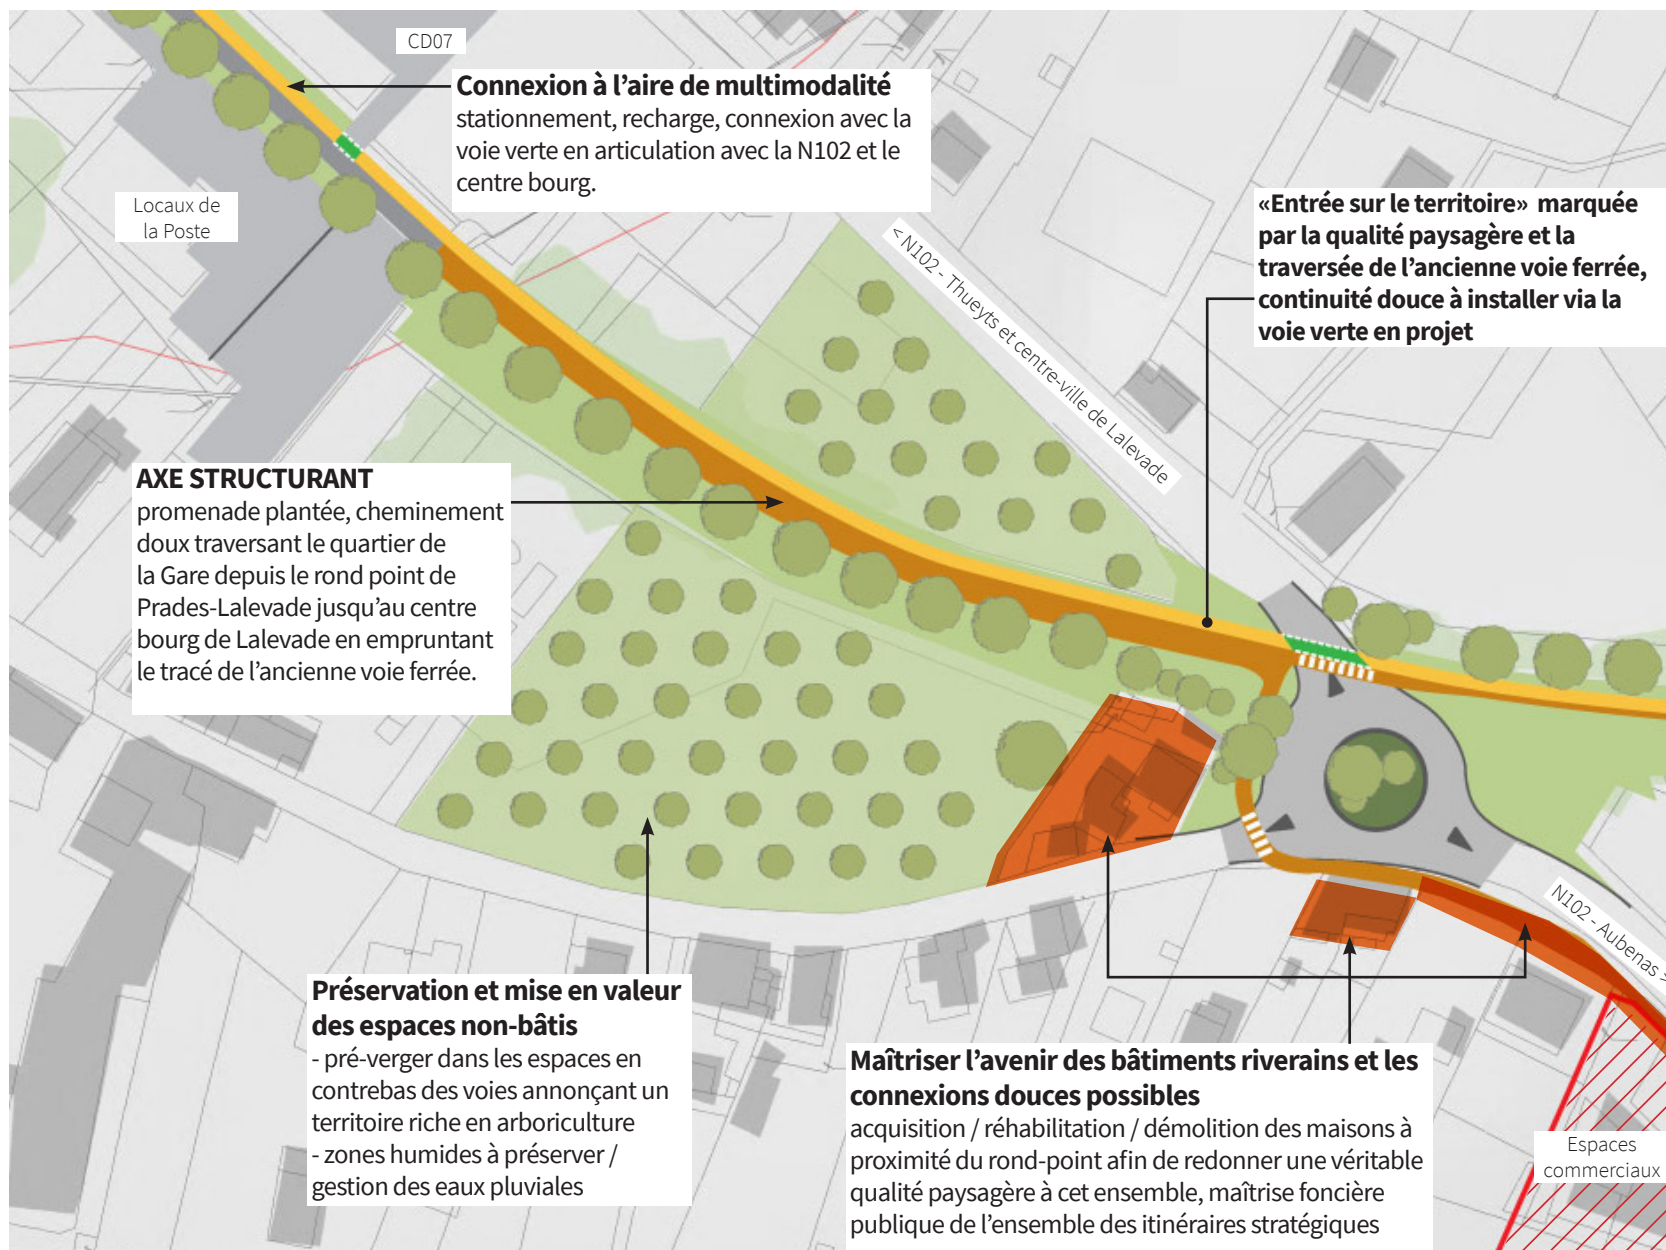 CD07
Connexion à l’aire de multimodalité
stationnement, recharge, connexion avec la
voie verte en articulation avec la N102 et le
centre bourg.
Locaux de
la Poste
< N102 - Thueyts et centre-ville de Lalevade
«Entrée sur le territoire» marquée
par la qualité paysagère et la
traversée de l’ancienne voie ferrée,
continuité douce à installer via la
voie verte en projet
AXE STRUCTURANT
promenade plantée, cheminement
doux traversant le quartier de
la Gare depuis le rond point de
Prades-Lalevade jusqu’au centre
bourg de Lalevade en empruntant
le tracé de l’ancienne voie ferrée.
N102 - Aubenas >
Préservation et mise en valeur
des espaces non-bâtis
- pré-verger dans les espaces en
contrebas des voies annonçant un
territoire riche en arboriculture
- zones humides à préserver /
gestion des eaux pluviales
Maîtriser l’avenir des bâtiments riverains et les
connexions douces possibles
acquisition / réhabilitation / démolition des maisons à
proximité du rond-point afin de redonner une véritable
qualité paysagère à cet ensemble, maîtrise foncière
publique de l’ensemble des itinéraires stratégiques
Espaces
commerciaux